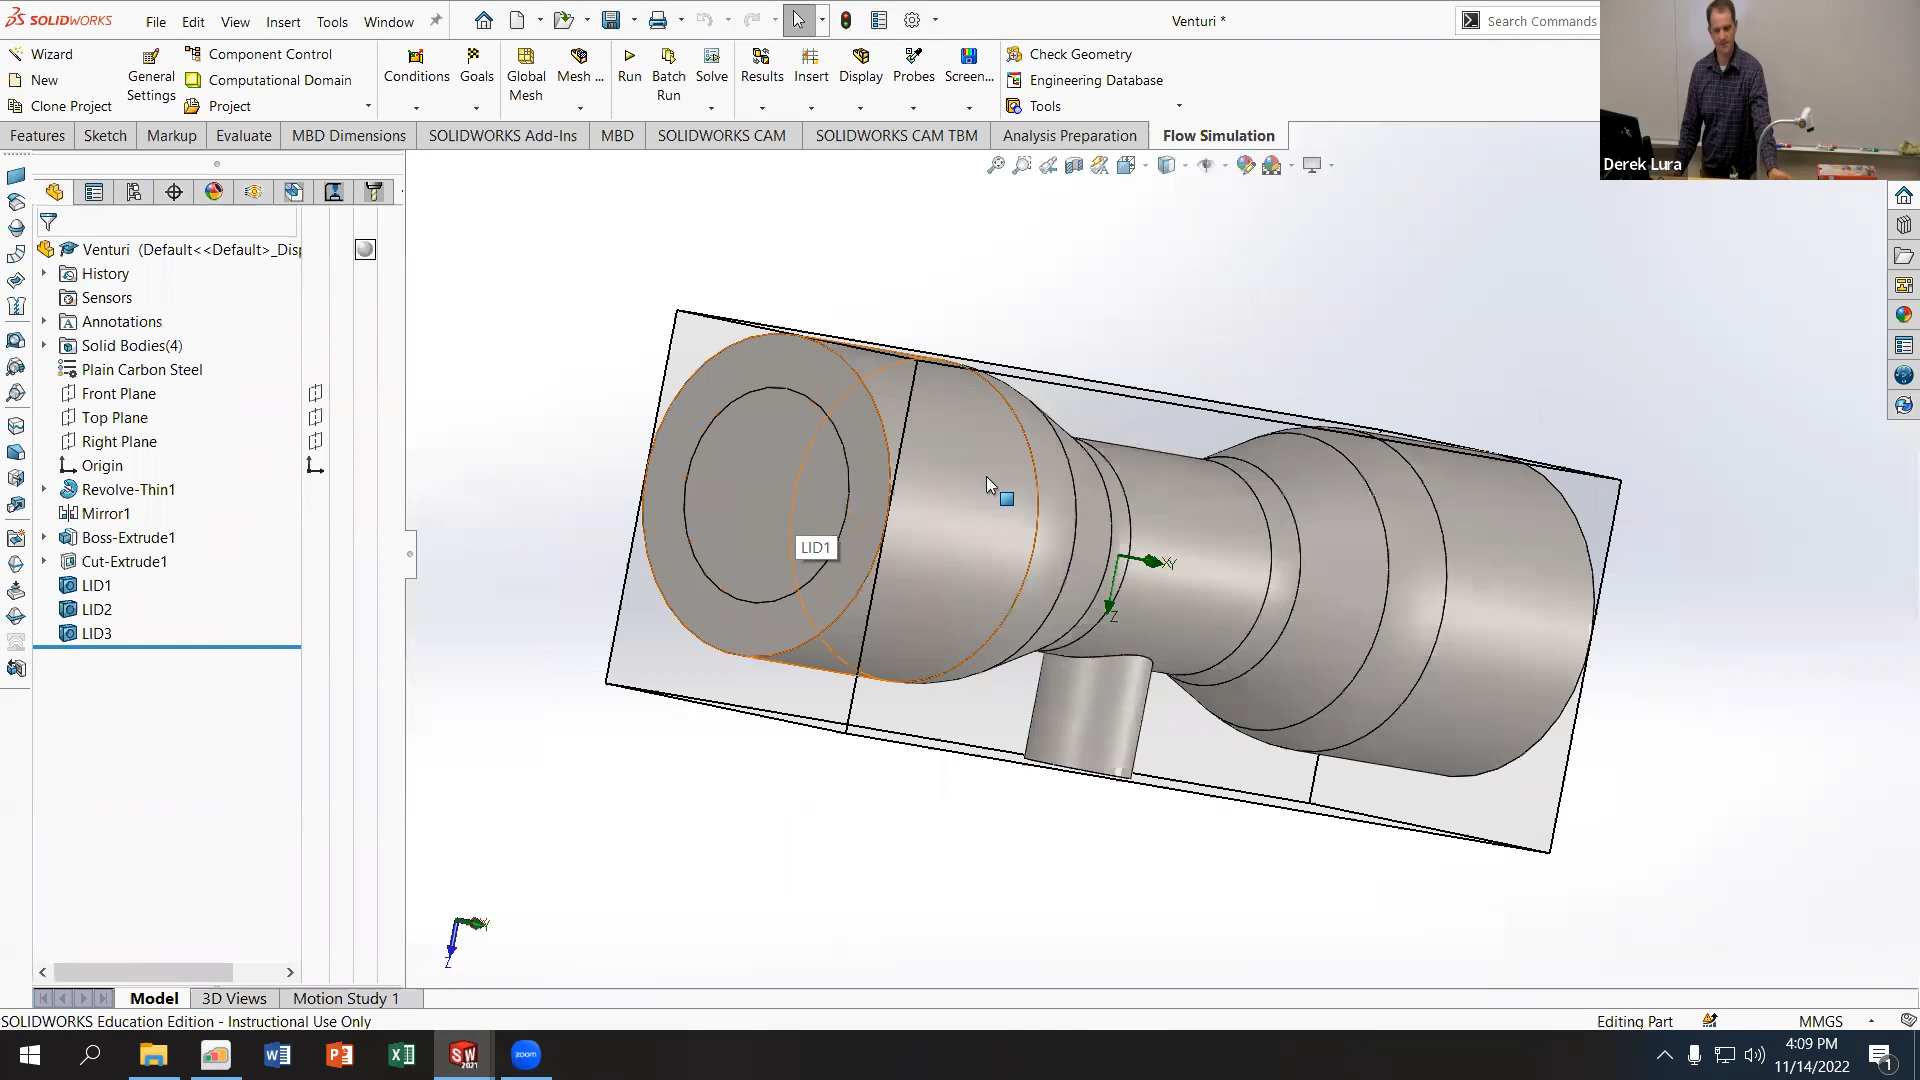 SOLIDWORKS File Edit View Insert Tools Window Venturi * Search Commands
Wizard
New
Clone Project
General Settings
Component Control
Computational Domain
Project
Conditions Goals Global Mesh Mesh ... Run Batch Run Solve Results Insert Display Probes Screen...
Check Geometry
Engineering Database
Tools
Derek Lura
Features Sketch Markup Evaluate MBD Dimensions SOLIDWORKS Add-Ins MBD SOLIDWORKS CAM SOLIDWORKS CAM TBM Analysis Preparation Flow Simulation
Venturi (Default<<Default>_Disp
History
Sensors
Annotations
Solid Bodies(4)
Plain Carbon Steel
Front Plane
Top Plane
Right Plane
Origin
Revolve-Thin1
Mirror1
Boss-Extrude1
Cut-Extrude1
LID1
LID2
LID3
LID1
Z
Z
Model 3D Views Motion Study 1
SOLIDWORKS Education Edition - Instructional Use Only Editing Part MMGS
4:09 PM
11/14/2022
SW
2021
zoom
1